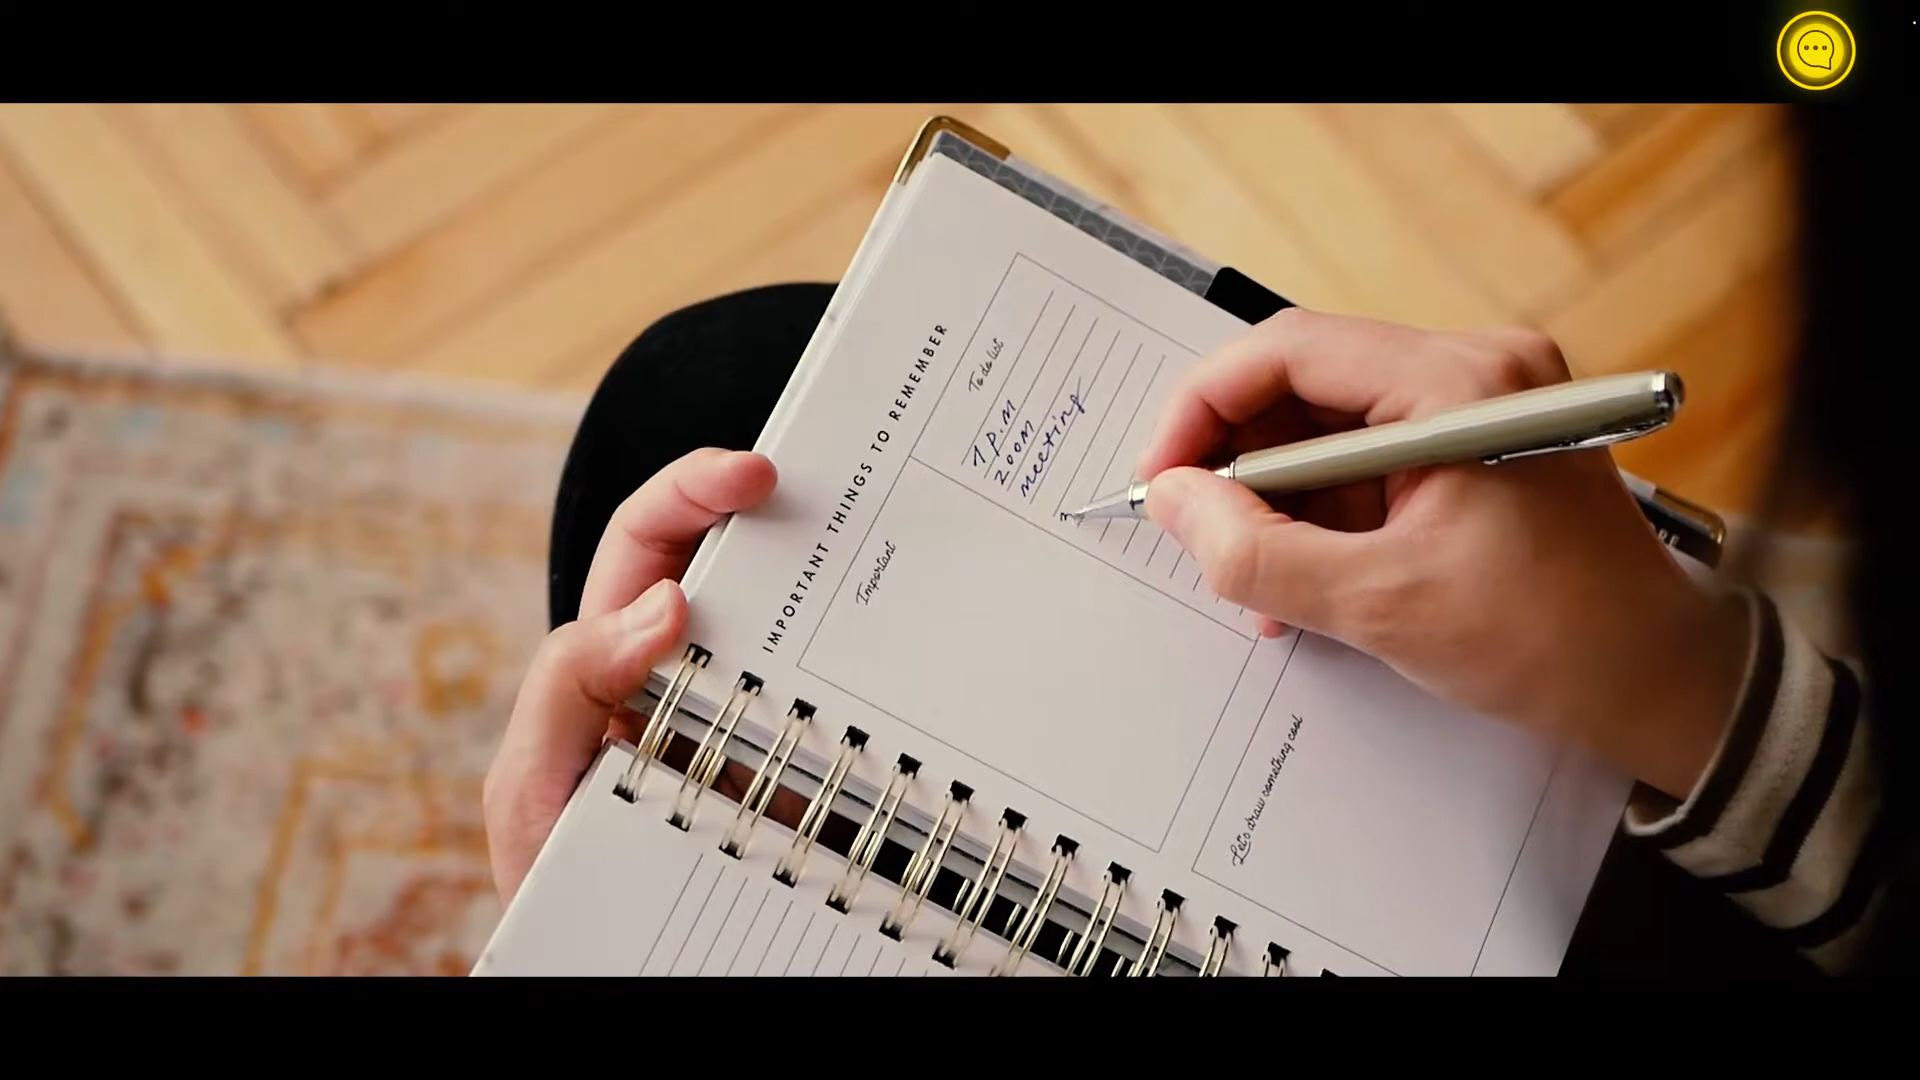 IMPORTANT THINGS TO REMEMBER
To do list
1 p.m
zoom
meeting
Important
Let's draw something cool